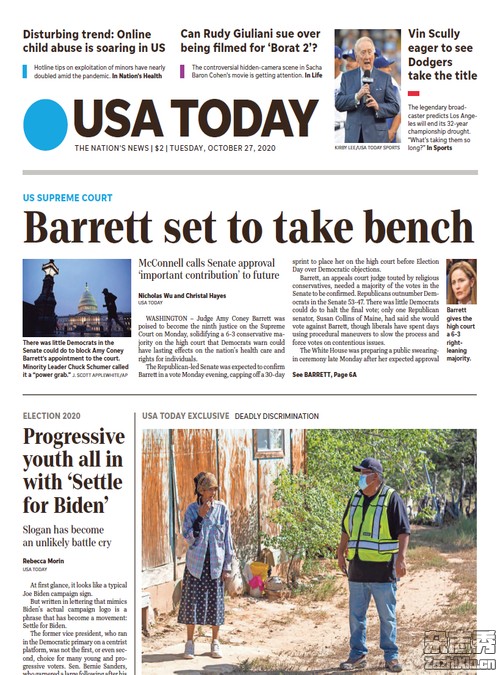 Disturbing trend: Online
child abuse is soaring in US
Hotline tips on exploitation of minors have nearly
doubled amid the pandemic. In Nation's Health
Can Rudy Giuliani sue over
being filmed for ‘Borat 2’?
The controversial hidden-camera scene in Sacha
Baron Cohen’s movie is getting attention. In Life
KIRBY LEE/USA TODAY SPORTS
Vin Scully
eager to see
Dodgers
take the title
The legendary broad-
caster predicts Los Ange-
les will end its 32-year
championship drought.
“What’s taking them so
long?” In Sports
USA TODAY
THE NATION'S NEWS | $2 | TUESDAY, OCTOBER 27, 2020
US SUPREME COURT
Barrett set to take bench
There was little Democrats in the
Senate could do to block Amy Coney
Barrett’s appointment to the court.
Minority Leader Chuck Schumer called
it a “power grab.” J. SCOTT APPLEWHITE/AP
McConnell calls Senate approval
‘important contribution’ to future
Nicholas Wu and Christal Hayes
USA TODAY
WASHINGTON – Judge Amy Coney Barrett was
poised to become the ninth justice on the Supreme
Court on Monday, solidifying a 6-3 conservative ma-
jority on the high court that Democrats warn could
have lasting effects on the nation’s health care and
rights for individuals.
The Republican-led Senate was expected to confirm
Barrett in a vote Monday evening, capping off a 30-day
sprint to place her on the high court before Election
Day over Democratic objections.
Barrett, an appeals court judge touted by religious
conservatives, needed a majority of the votes in the
Senate to be confirmed. Republicans outnumber Dem-
ocrats in the Senate 53-47. There was little Democrats
could do to halt the final vote; only one Republican
senator, Susan Collins of Maine, had said she would
vote against Barrett, though liberals have spent days
using procedural maneuvers to slow the process and
force votes on contentious issues.
The White House was preparing a public swearing-
in ceremony late Monday after her expected approval
See BARRETT, Page 6A
Barrett
gives the
high court
a 6-3
right-
leaning
majority.
ELECTION 2020
Progressive
youth all in
with ‘Settle
for Biden’
Slogan has become
an unlikely battle cry
Rebecca Morin
USA TODAY
At first glance, it looks like a typical
Joe Biden campaign sign.
But written in lettering that mimics
Biden’s actual campaign logo is a
phrase that has become a movement:
Settle for Biden.
The former vice president, who ran
in the Democratic primary on a centrist
platform, was not the first, or even sec-
ond, choice for many young and pro-
gressive voters. Sen. Bernie Sanders,
who garnered a large following after his
USA TODAY EXCLUSIVE DEADLY DISCRIMINATION